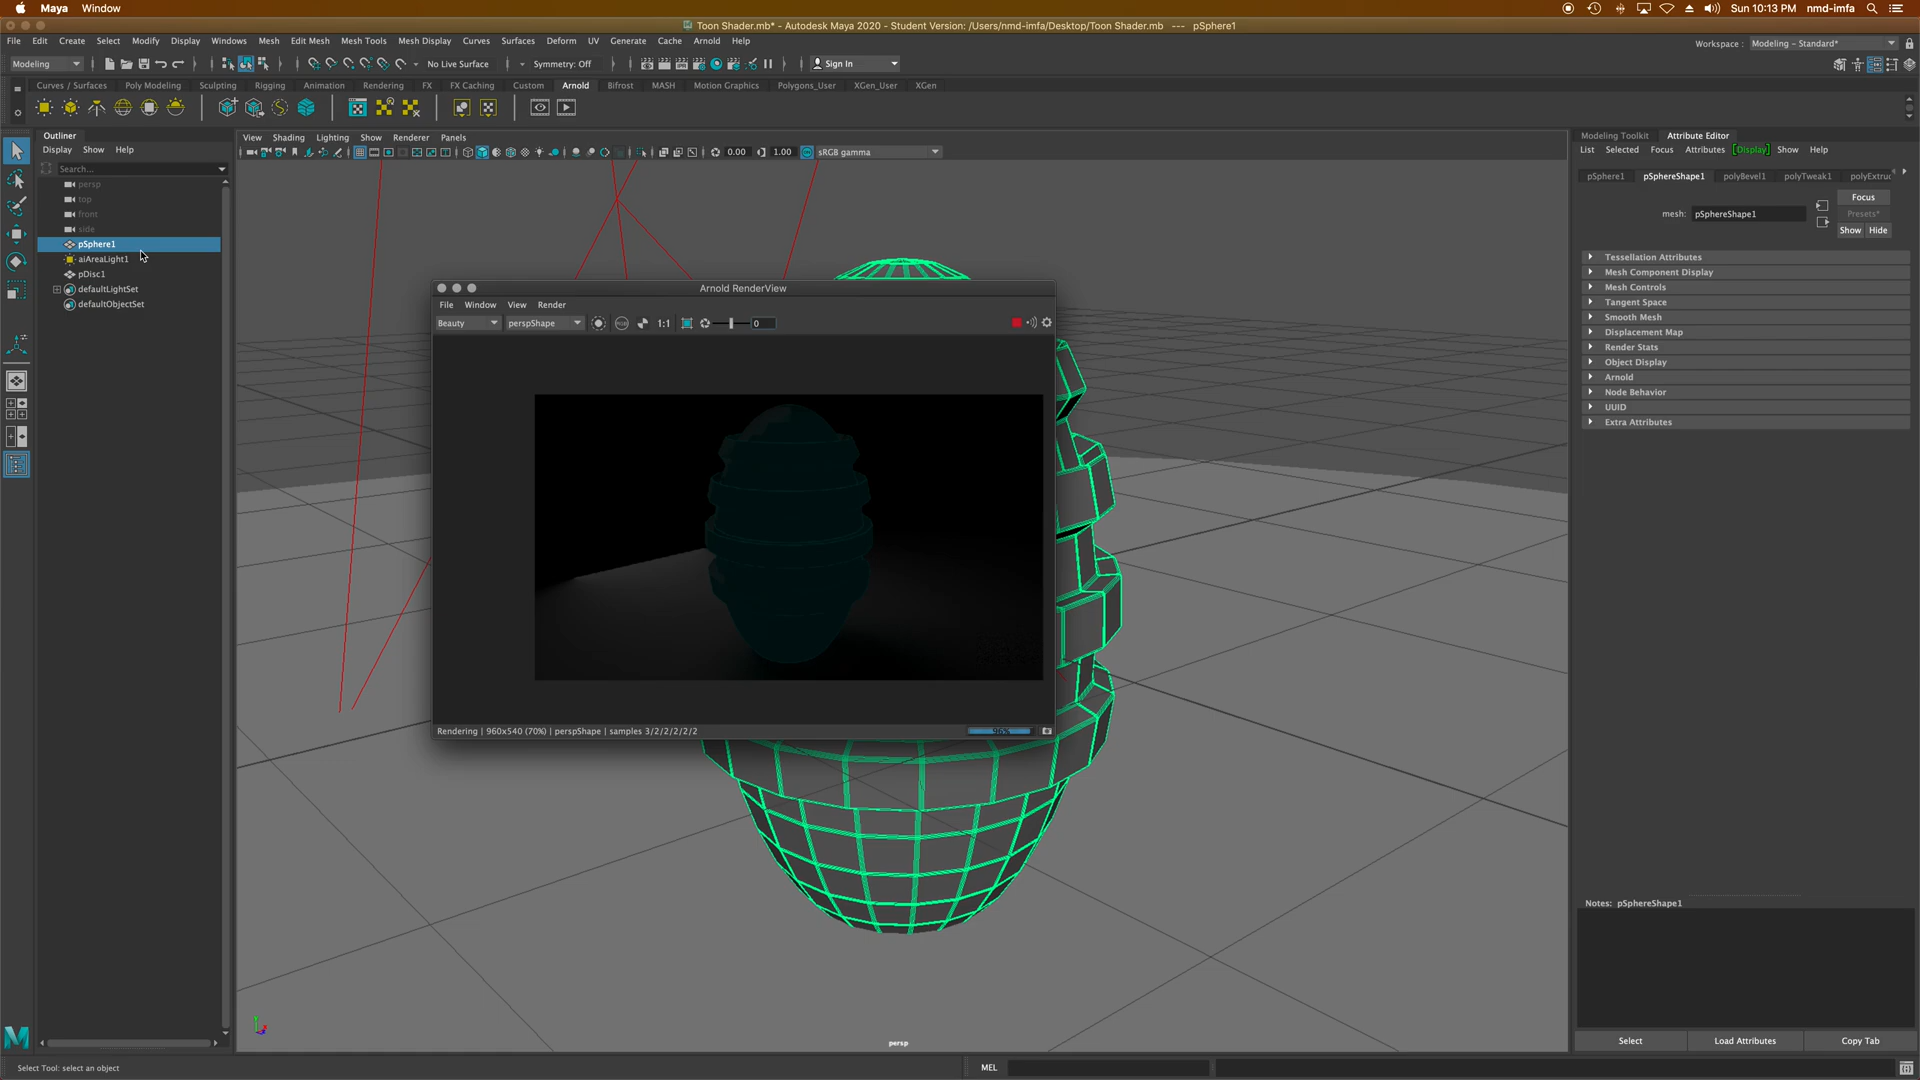 Maya Window Sun 10:13 PM nmd-imfa
Toon Shader.mb* - Autodesk Maya 2020 - Student Version: /Users/nmd-imfa/Desktop/Toon Shader.mb --- pSphere1
File Edit Create Select Modify Display Windows Mesh Edit Mesh Mesh Tools Mesh Display Curves Surfaces Deform UV Generate Cache Arnold Help Workspace : Modeling - Standard*
Modeling No Live Surface Symmetry: Off Sign In
Curves / Surfaces Poly Modeling Sculpting Rigging Animation Rendering FX FX Caching Custom Arnold Bifrost MASH Motion Graphics Polygons_User XGen_User XGen
Outliner
Display Show Help
Search...
persp
top
front
side
pSphere1
aiAreaLight1
pDisc1
defaultLightSet
defaultObjectSet
View Shading Lighting Show Renderer Panels
0.00 1.00 sRGB gamma
Arnold RenderView
File Window View Render
Beauty perspShape 1:1 0
Rendering | 960x540 (70%) | perspShape | samples 3/2/2/2/2/2 96%
persp
Modeling Toolkit Attribute Editor
List Selected Focus Attributes [Display] Show Help
pSphere1 pSphereShape1 polyBevel1 polyTweak1 polyExtru
Focus
mesh: pSphereShape1 Presets*
Show Hide
Tessellation Attributes
Mesh Component Display
Mesh Controls
Tangent Space
Smooth Mesh
Displacement Map
Render Stats
Object Display
Arnold
Node Behavior
UUID
Extra Attributes
Notes: pSphereShape1
Select Load Attributes Copy Tab
Select Tool: select an object MEL